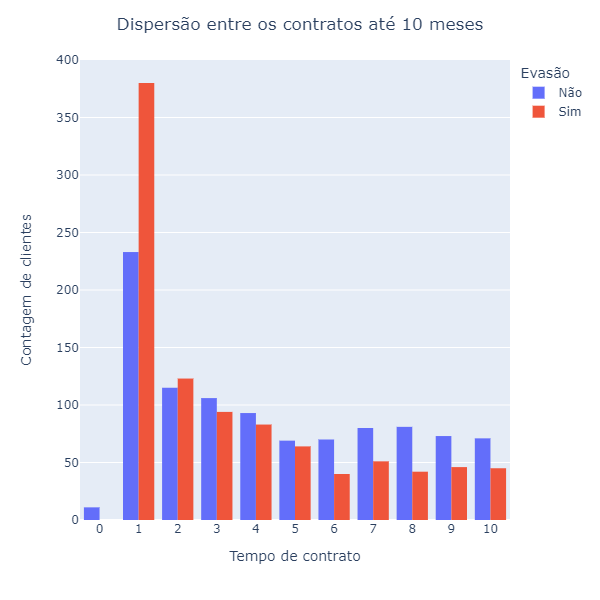 Dispersão entre os contratos até 10 meses
Evasão
Não
Sim
Contagem de clientes
400
350
300
250
200
150
100
50
0
0 1 2 3 4 5 6 7 8 9 10
Tempo de contrato